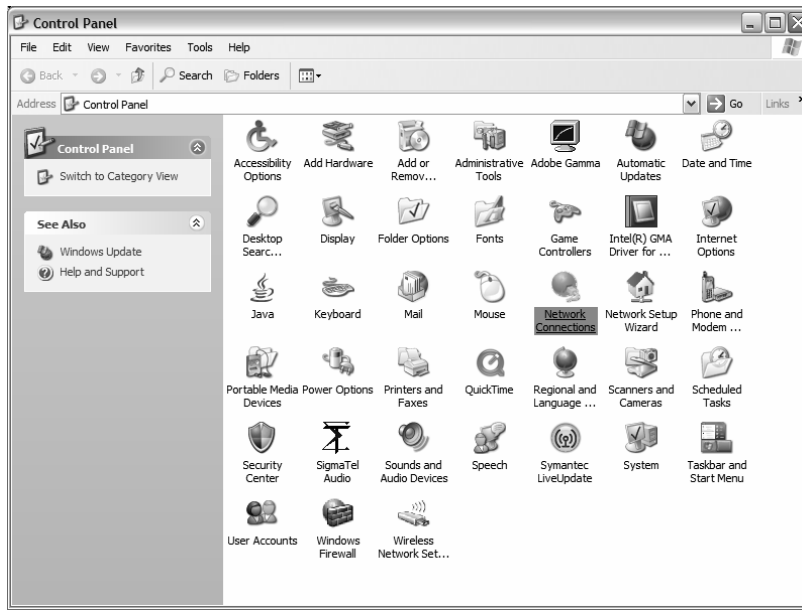 Control Panel
File Edit View Favorites Tools Help
Back Search Folders
Address Control Panel Go Links
Control Panel
Switch to Category View
See Also
Windows Update
Help and Support
Accessibility Options
Add Hardware
Add or Remov...
Administrative Tools
Adobe Gamma
Automatic Updates
Date and Time
Desktop Searc...
Display
Folder Options
Fonts
Game Controllers
Intel(R) GMA Driver for ...
Internet Options
Java
Keyboard
Mail
Mouse
Network Connections
Network Setup Wizard
Phone and Modem ...
Portable Media Devices
Power Options
Printers and Faxes
QuickTime
Regional and Language ...
Scanners and Cameras
Scheduled Tasks
Security Center
SigmaTel Audio
Sounds and Audio Devices
Speech
Symantec LiveUpdate
System
Taskbar and Start Menu
User Accounts
Windows Firewall
Wireless Network Set...